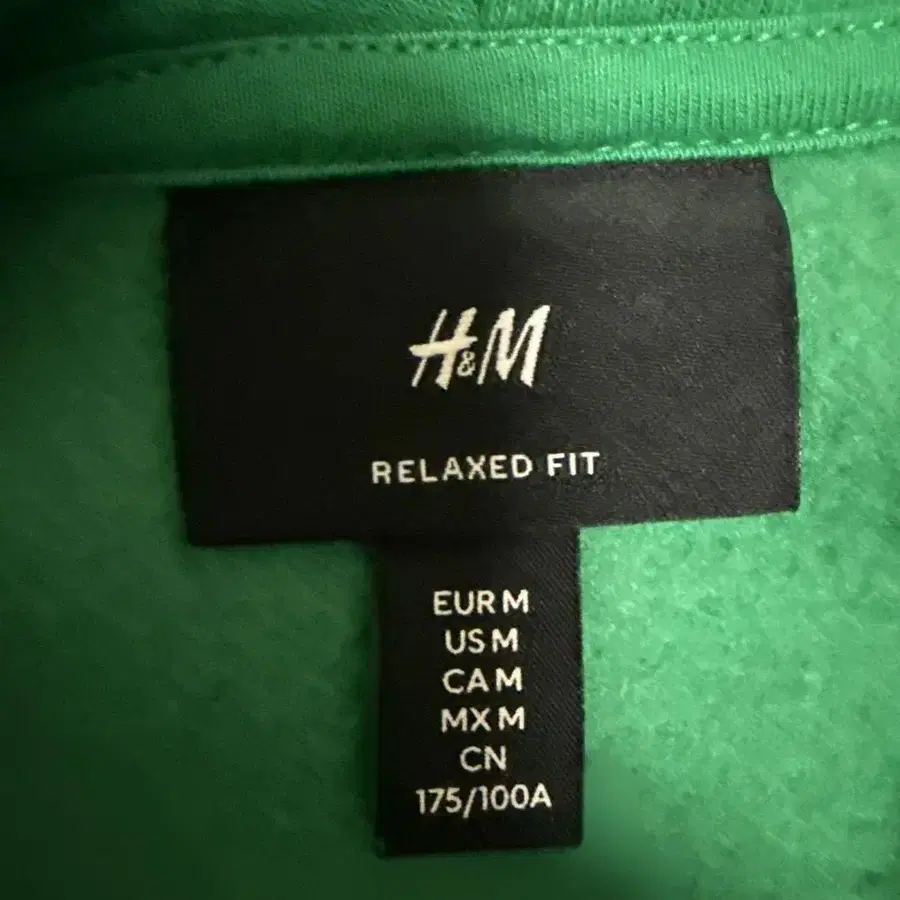 H&M
RELAXED FIT
EUR M
US M
CA M
MX M
CN
175/100A